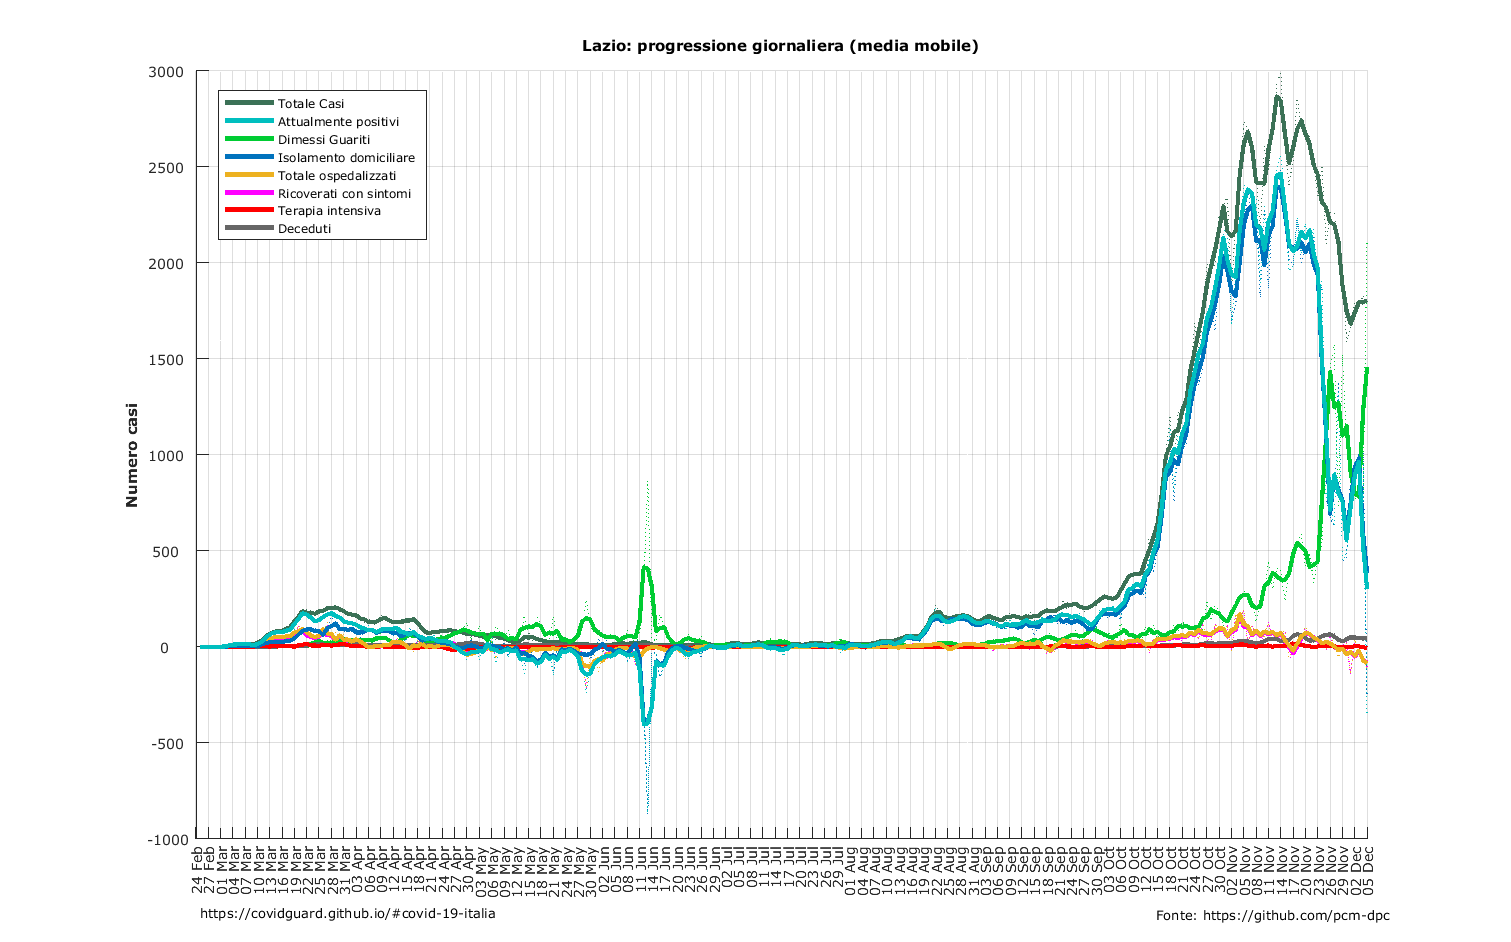 Lazio: progressione giornaliera (media mobile)
3000
2500
2000
1500
1000
500
0
-500
-1000
Numero casi
Totale Casi
Attualmente positivi
Dimessi Guariti
Isolamento domiciliare
Totale ospedalizzati
Ricoverati con sintomi
Terapia intensiva
Deceduti
24 Feb
27 Feb
01 Mar
04 Mar
07 Mar
10 Mar
13 Mar
16 Mar
19 Mar
22 Mar
25 Mar
28 Mar
31 Mar
03 Apr
06 Apr
09 Apr
12 Apr
15 Apr
18 Apr
21 Apr
24 Apr
27 Apr
30 Apr
03 May
06 May
09 May
12 May
15 May
18 May
21 May
24 May
27 May
30 May
02 Jun
05 Jun
08 Jun
11 Jun
14 Jun
17 Jun
20 Jun
23 Jun
26 Jun
29 Jun
02 Jul
05 Jul
08 Jul
11 Jul
14 Jul
17 Jul
20 Jul
23 Jul
26 Jul
29 Jul
01 Aug
04 Aug
07 Aug
10 Aug
13 Aug
16 Aug
19 Aug
22 Aug
25 Aug
28 Aug
31 Aug
03 Sep
06 Sep
09 Sep
12 Sep
15 Sep
18 Sep
21 Sep
24 Sep
27 Sep
30 Sep
03 Oct
06 Oct
09 Oct
12 Oct
15 Oct
18 Oct
21 Oct
24 Oct
27 Oct
30 Oct
02 Nov
05 Nov
08 Nov
11 Nov
14 Nov
17 Nov
20 Nov
23 Nov
26 Nov
29 Nov
02 Dec
05 Dec
https://covidguard.github.io/#covid-19-italia
Fonte: https://github.com/pcm-dpc